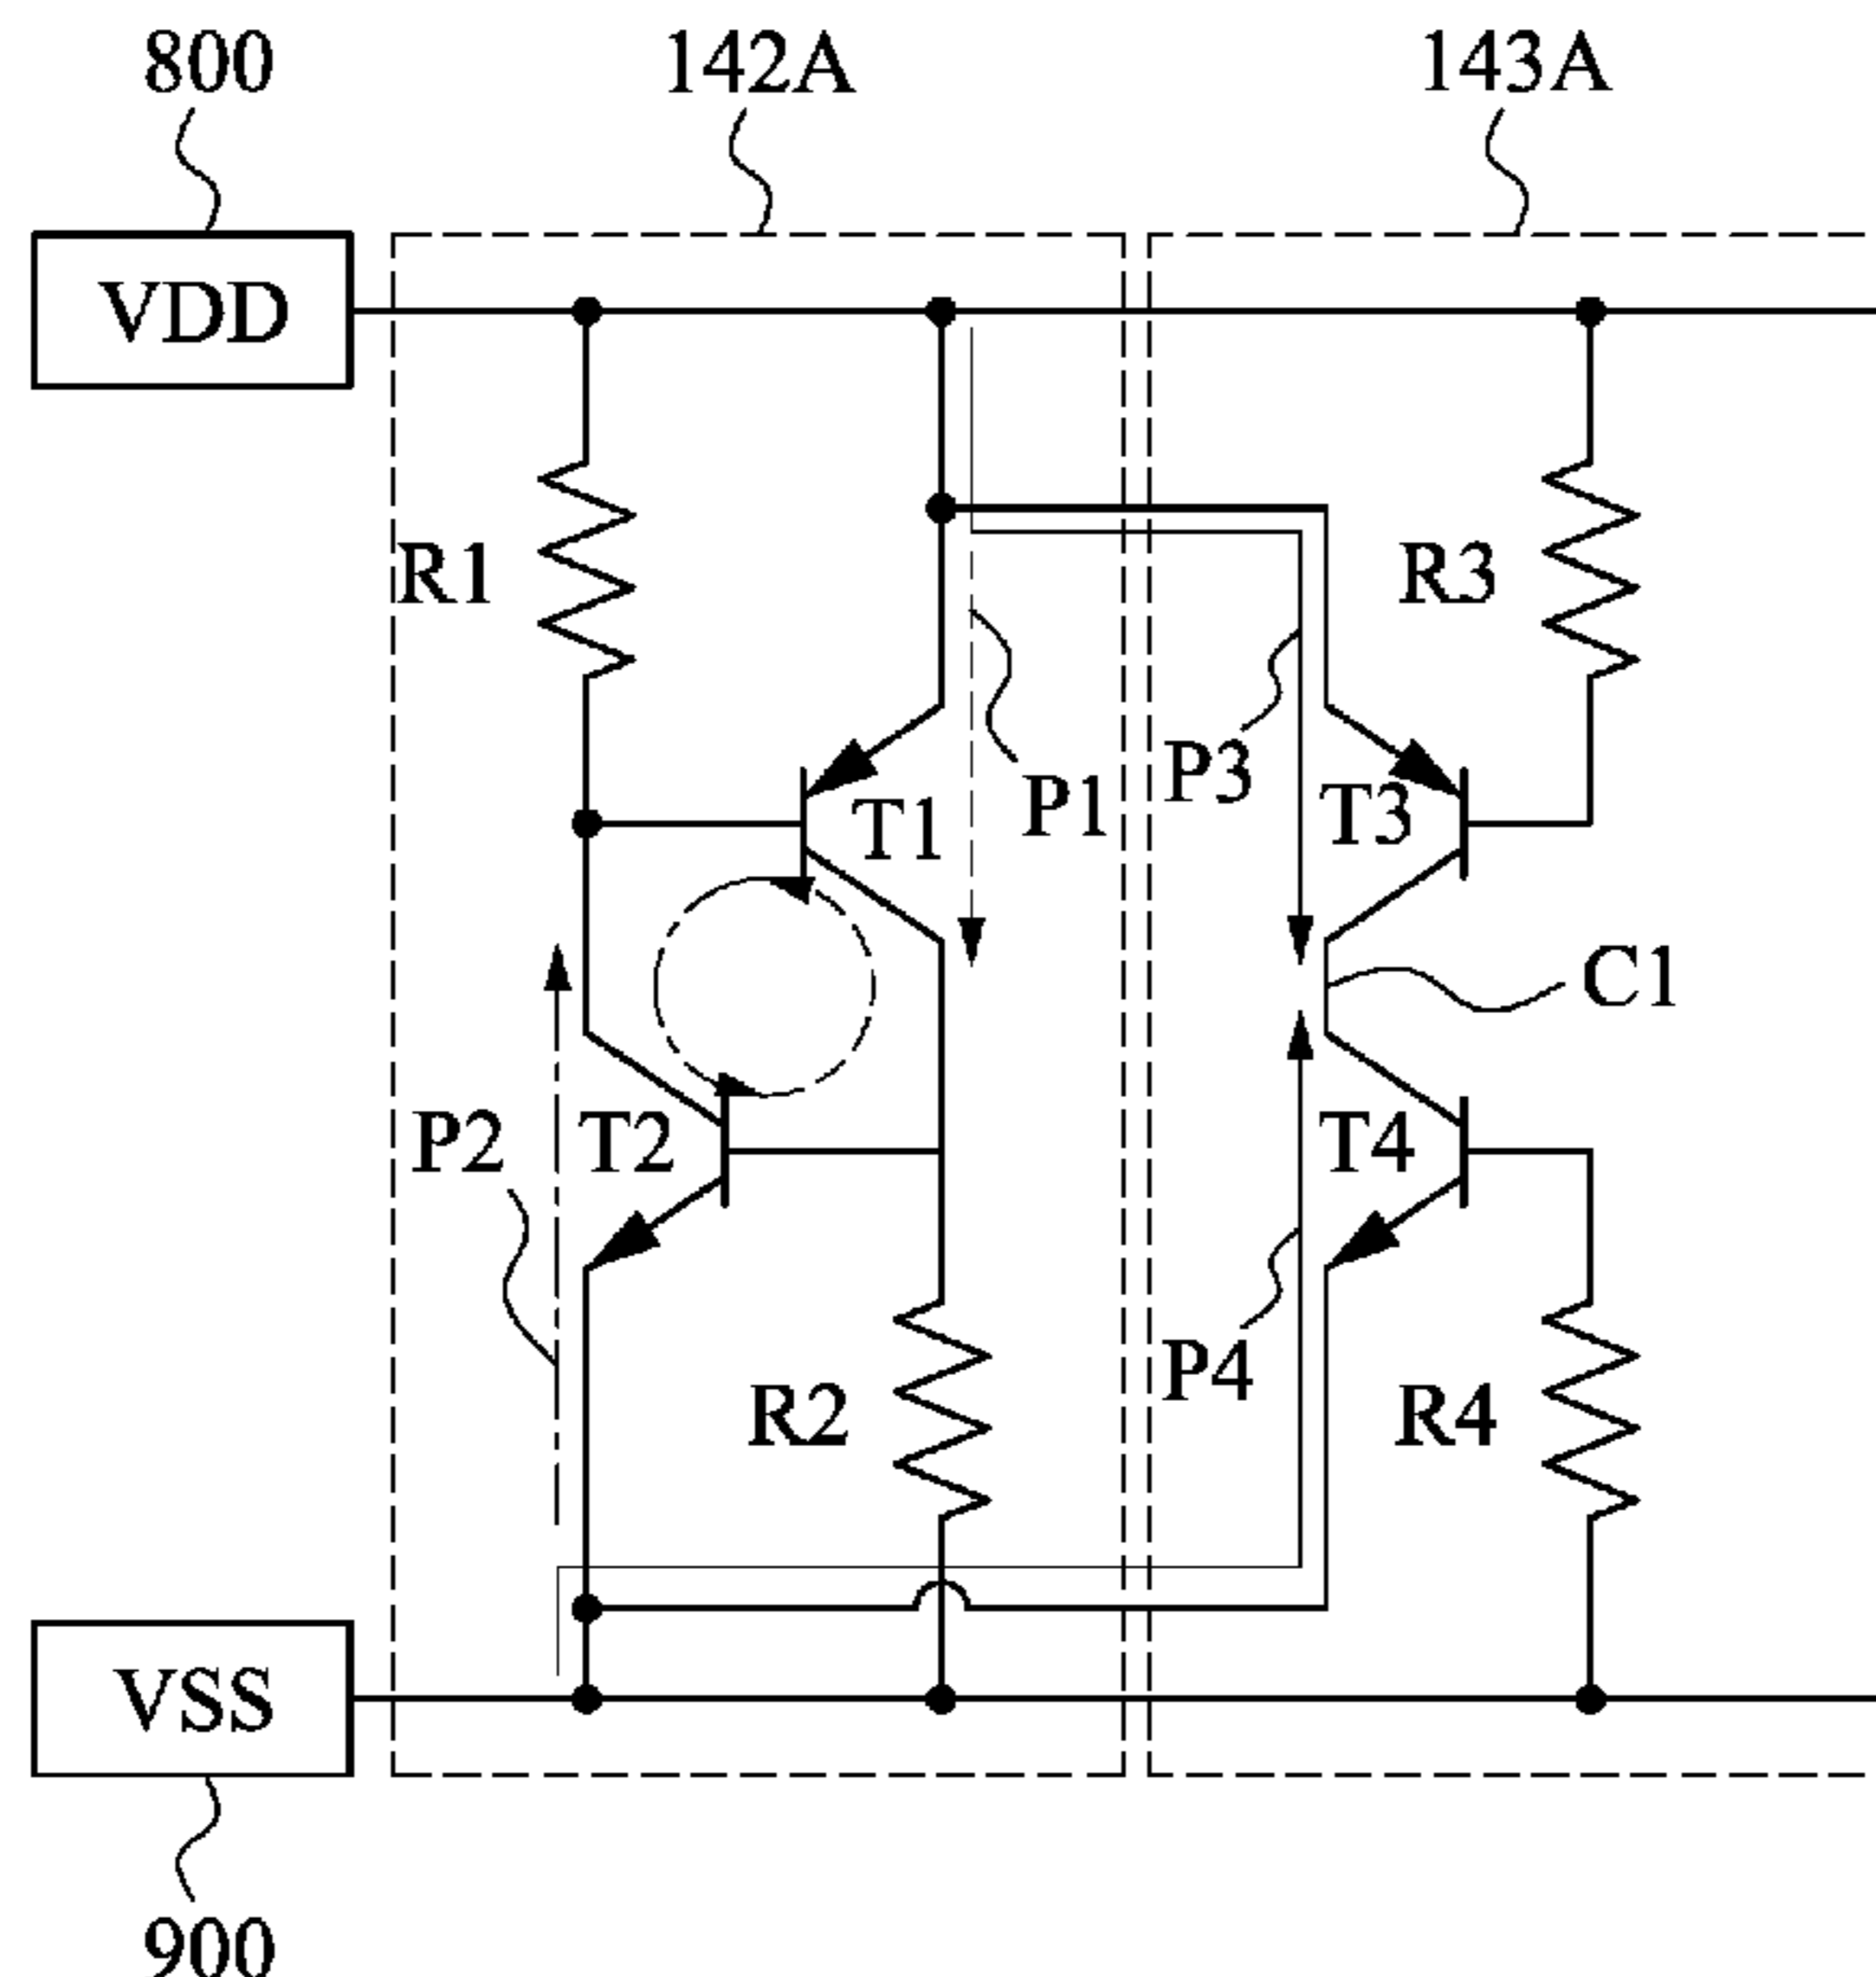 800 142A 143A
VDD
R1 R3
P3 P1 T1 T3
C1
P2 T2 T4
P4
R2 R4
VSS
900